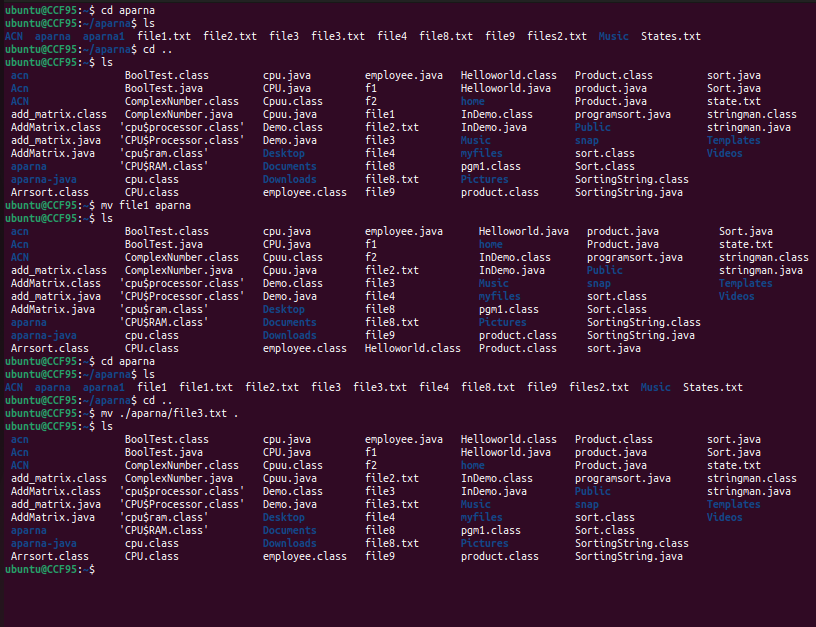 ubuntu@CCF95:~$ cd aparna
ubuntu@CCF95:~/aparna$ ls
ACN  aparna  aparna1  file1.txt  file2.txt  file3  file3.txt  file4  file8.txt  file9  files2.txt  Music  States.txt
ubuntu@CCF95:~/aparna$ cd ..
ubuntu@CCF95:~$ ls
acn  BoolTest.class  cpu.java  employee.java  Helloworld.class  Product.class  sort.java
Acn  BoolTest.java  CPU.java  f1  Helloworld.java  product.java  Sort.java
ACN  ComplexNumber.class  Cpuu.class  f2  home  Product.java  state.txt
add_matrix.class  ComplexNumber.java  Cpuu.java  file1  InDemo.class  programsort.java  stringman.class
AddMatrix.class  'cpu$processor.class'  Demo.class  file2.txt  InDemo.java  Public  stringman.java
add_matrix.java  'CPU$Processor.class'  Demo.java  file3  Music  snap  Templates
AddMatrix.java  'cpu$ram.class'  Desktop  file4  myfiles  sort.class  Videos
aparna  'CPU$RAM.class'  Documents  file8  pgm1.class  Sort.class
aparna-java  cpu.class  Downloads  file8.txt  Pictures  SortingString.class
Arrsort.class  CPU.class  employee.class  file9  product.class  SortingString.java
ubuntu@CCF95:~$ mv file1 aparna
ubuntu@CCF95:~$ ls
acn  BoolTest.class  cpu.java  employee.java  Helloworld.java  product.java  Sort.java
Acn  BoolTest.java  CPU.java  f1  home  Product.java  state.txt
ACN  ComplexNumber.class  Cpuu.class  f2  InDemo.class  programsort.java  stringman.class
add_matrix.class  ComplexNumber.java  Cpuu.java  file2.txt  InDemo.java  Public  stringman.java
AddMatrix.class  'cpu$processor.class'  Demo.class  file3  Music  snap  Templates
add_matrix.java  'CPU$Processor.class'  Demo.java  file4  myfiles  sort.class  Videos
AddMatrix.java  'cpu$ram.class'  Desktop  file8  pgm1.class  Sort.class
aparna  'CPU$RAM.class'  Documents  file8.txt  Pictures  SortingString.class
aparna-java  cpu.class  Downloads  file9  product.class  SortingString.java
Arrsort.class  CPU.class  employee.class  Helloworld.class  Product.class  sort.java
ubuntu@CCF95:~$ cd aparna
ubuntu@CCF95:~/aparna$ ls
ACN  aparna  aparna1  file1  file1.txt  file2.txt  file3  file3.txt  file4  file8.txt  file9  files2.txt  Music  States.txt
ubuntu@CCF95:~/aparna$ cd ..
ubuntu@CCF95:~$ mv ./aparna/file3.txt .
ubuntu@CCF95:~$ ls
acn  BoolTest.class  cpu.java  employee.java  Helloworld.class  Product.class  sort.java
Acn  BoolTest.java  CPU.java  f1  Helloworld.java  product.java  Sort.java
ACN  ComplexNumber.class  Cpuu.class  f2  home  Product.java  state.txt
add_matrix.class  ComplexNumber.java  Cpuu.java  file2.txt  InDemo.class  programsort.java  stringman.class
AddMatrix.class  'cpu$processor.class'  Demo.class  file3  InDemo.java  Public  stringman.java
add_matrix.java  'CPU$Processor.class'  Demo.java  file3.txt  Music  snap  Templates
AddMatrix.java  'cpu$ram.class'  Desktop  file4  myfiles  sort.class  Videos
aparna  'CPU$RAM.class'  Documents  file8  pgm1.class  Sort.class
aparna-java  cpu.class  Downloads  file8.txt  Pictures  SortingString.class
Arrsort.class  CPU.class  employee.class  file9  product.class  SortingString.java
ubuntu@CCF95:~$